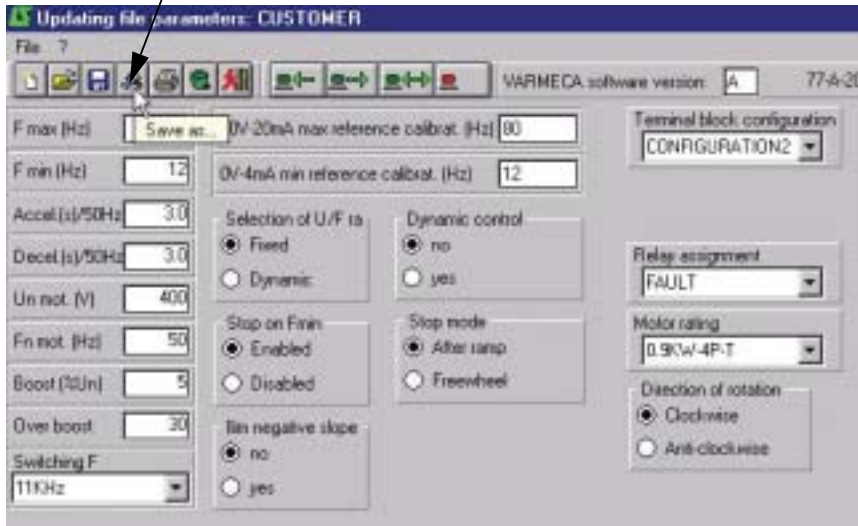 Updating file parameters: CUSTOMER
File ?
VARMECA software version: A 77-A-20
Save as...
F max (Hz)
0V-20mA max reference calibrat. (Hz) 80
F min (Hz) 12
0V-4mA min reference calibrat. (Hz) 12
Accel.(s)/50Hz 3.0
Decel.(s)/50Hz 3.0
Un mot. (V) 400
Fn mot. (Hz) 50
Boost (%Un) 5
Over boost 30
Switching F
11KHz
Selection of U/F ra
Fixed
Dynamic
Stop on Fmin
Enabled
Disabled
negative slope
no
yes
Dynamic control
no
yes
Stop mode
After ramp
Freewheel
Terminal block configuration
CONFIGURATION2
Relay assignment
FAULT
Motor rating
0.9KW-4P-T
Direction of rotation
Clockwise
Anti-clockwise